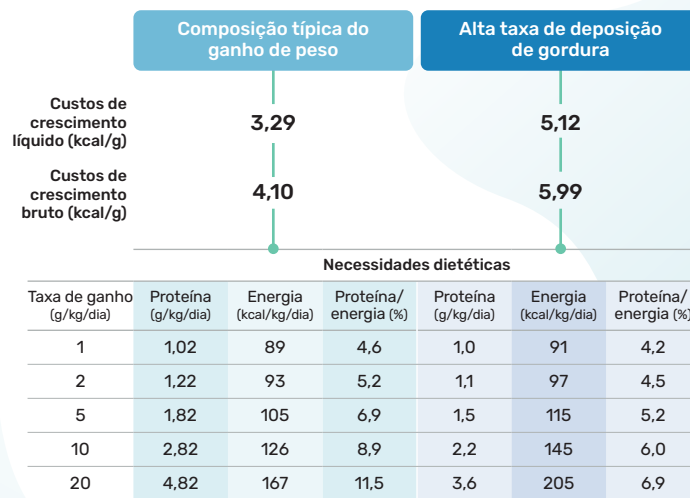 Composição típica do
ganho de peso
Alta taxa de deposição
de gordura
Custos de
crescimento
líquido (kcal/g)
3,29
5,12
Custos de
crescimento
bruto (kcal/g)
4,10
5,99
Necessidades dietéticas
Taxa de ganho Proteína Energia Proteína/ Proteína Energia Proteína/
(g/kg/dia) (g/kg/dia) (kcal/kg/dia) energia (%) (g/kg/dia) (kcal/kg/dia) energia (%)
1 1,02 89 4,6 1,0 91 4,2
2 1,22 93 5,2 1,1 97 4,5
5 1,82 105 6,9 1,5 115 5,2
10 2,82 126 8,9 2,2 145 6,0
20 4,82 167 11,5 3,6 205 6,9